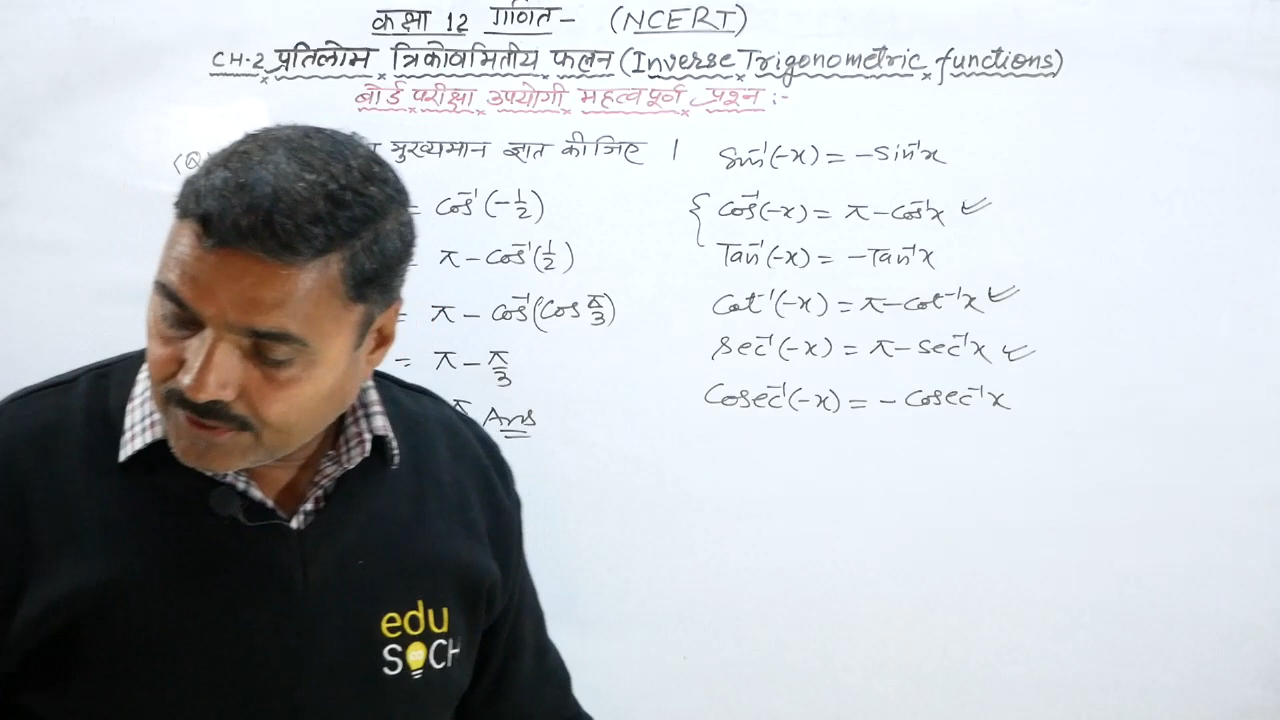 कक्षा 12 गणित - (NCERT)
CH-2 प्रतिलोम त्रिकोणमितीय फलन (Inverse Trigonometric functions)
बोर्ड परीक्षा उपयोगी महत्वपूर्ण प्रश्न :-
(Q मुख्यमान ज्ञात कीजिए ।
= cos⁻¹(-1/2)
π - cos⁻¹(1/2)
= π - cos⁻¹(cos π/3)
= π - π/3
Ans
sin⁻¹(-x) = -sin⁻¹x
{ cos⁻¹(-x) = π - cos⁻¹x ✓
Tan⁻¹(-x) = -Tan⁻¹x
cot⁻¹(-x) = π - cot⁻¹x ✓
sec⁻¹(-x) = π - sec⁻¹x ✓
cosec⁻¹(-x) = - cosec⁻¹x
edu
SOCH